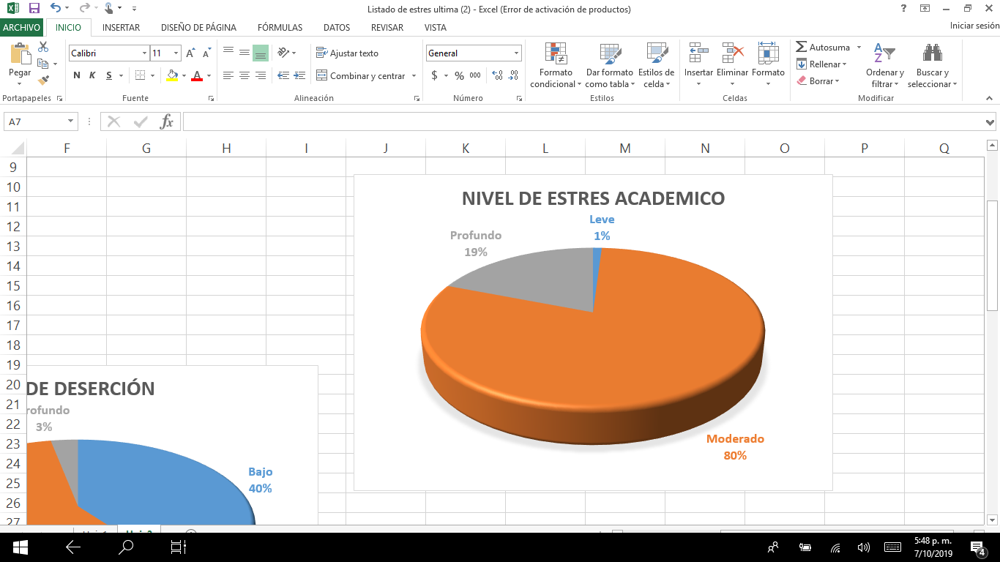 Listado de estres ultima (2) - Excel (Error de activación de productos)
ARCHIVO INICIO INSERTAR DISEÑO DE PÁGINA FÓRMULAS DATOS REVISAR VISTA Iniciar sesión
Pegar
Calibri 11
Ajustar texto
General
Formato condicional
Dar formato como tabla
Estilos de celda
Insertar Eliminar Formato
Autosuma
Rellenar
Borrar
Ordenar y filtrar
Buscar y seleccionar
N K S
Combinar y centrar
$ % 000
Portapapeles Fuente Alineación Número Estilos Celdas Modificar
A7 fx
F G H I J K L M N O P Q
9
10
11
12
13
14
15
16
17
18
19
20
21
22
23
24
25
26
27
NIVEL DE ESTRES ACADEMICO
Leve
1%
Profundo
19%
Moderado
80%
DE DESERCIÓN
rofundo
3%
Bajo
40%
5:48 p. m.
7/10/2019
4